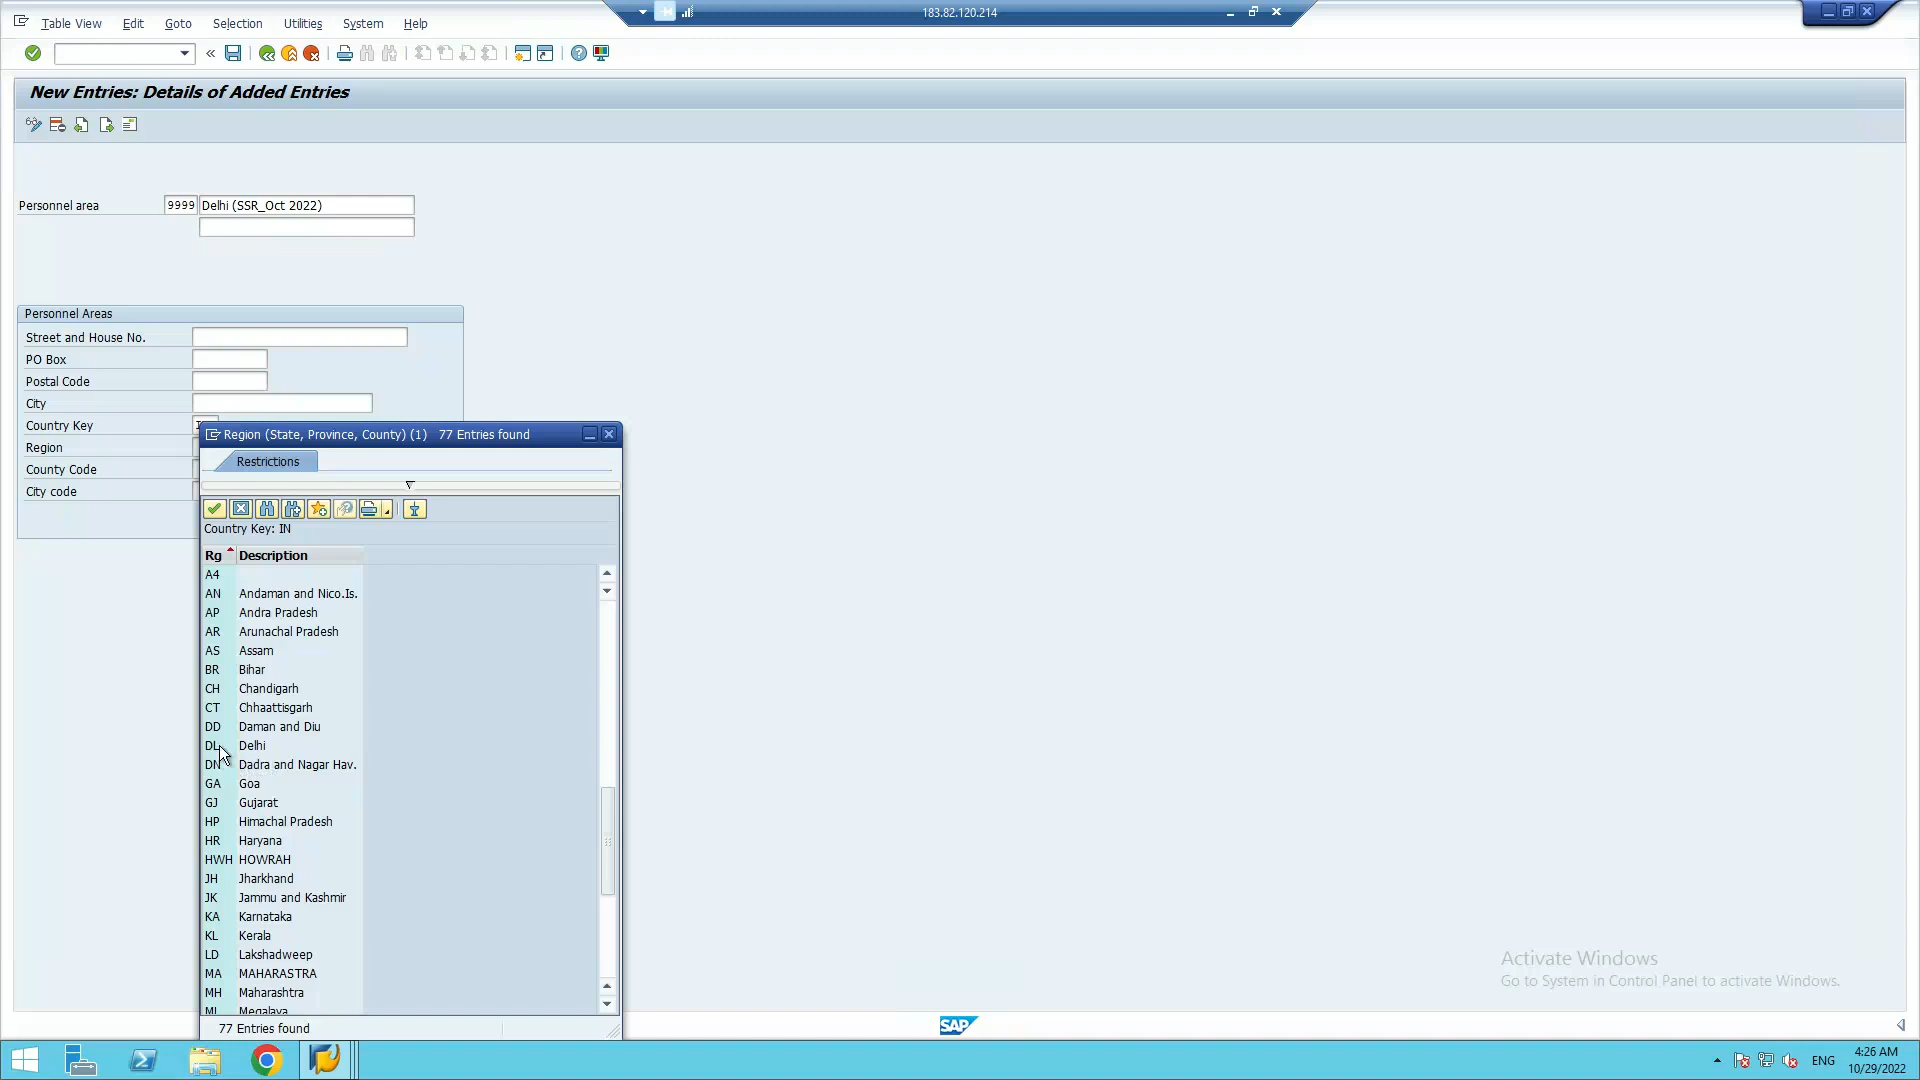 183.82.120.214
Table View Edit Goto Selection Utilities System Help
New Entries: Details of Added Entries
Personnel area 9999 Delhi (SSR_Oct 2022)
Personnel Areas
Street and House No.
PO Box
Postal Code
City
Country Key
Region
County Code
City code
Region (State, Province, County) (1) 77 Entries found
Restrictions
Country Key: IN
Rg Description
A4
AN Andaman and Nico.Is.
AP Andra Pradesh
AR Arunachal Pradesh
AS Assam
BR Bihar
CH Chandigarh
CT Chhaattisgarh
DD Daman and Diu
DL Delhi
DN Dadra and Nagar Hav.
GA Goa
GJ Gujarat
HP Himachal Pradesh
HR Haryana
HWH HOWRAH
JH Jharkhand
JK Jammu and Kashmir
KA Karnataka
KL Kerala
LD Lakshadweep
MA MAHARASTRA
MH Maharashtra
ML Megalaya
77 Entries found
Activate Windows
Go to System in Control Panel to activate Windows.
SAP
ENG
4:26 AM
10/29/2022